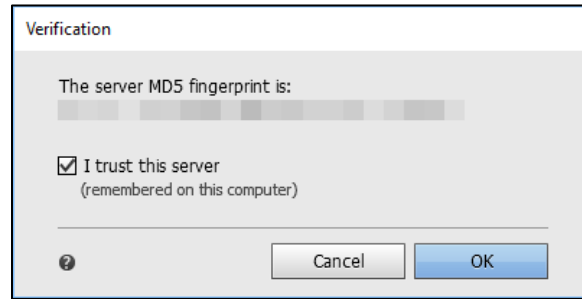 Verification
The server MD5 fingerprint is:
I trust this server
(remembered on this computer)
Cancel
OK